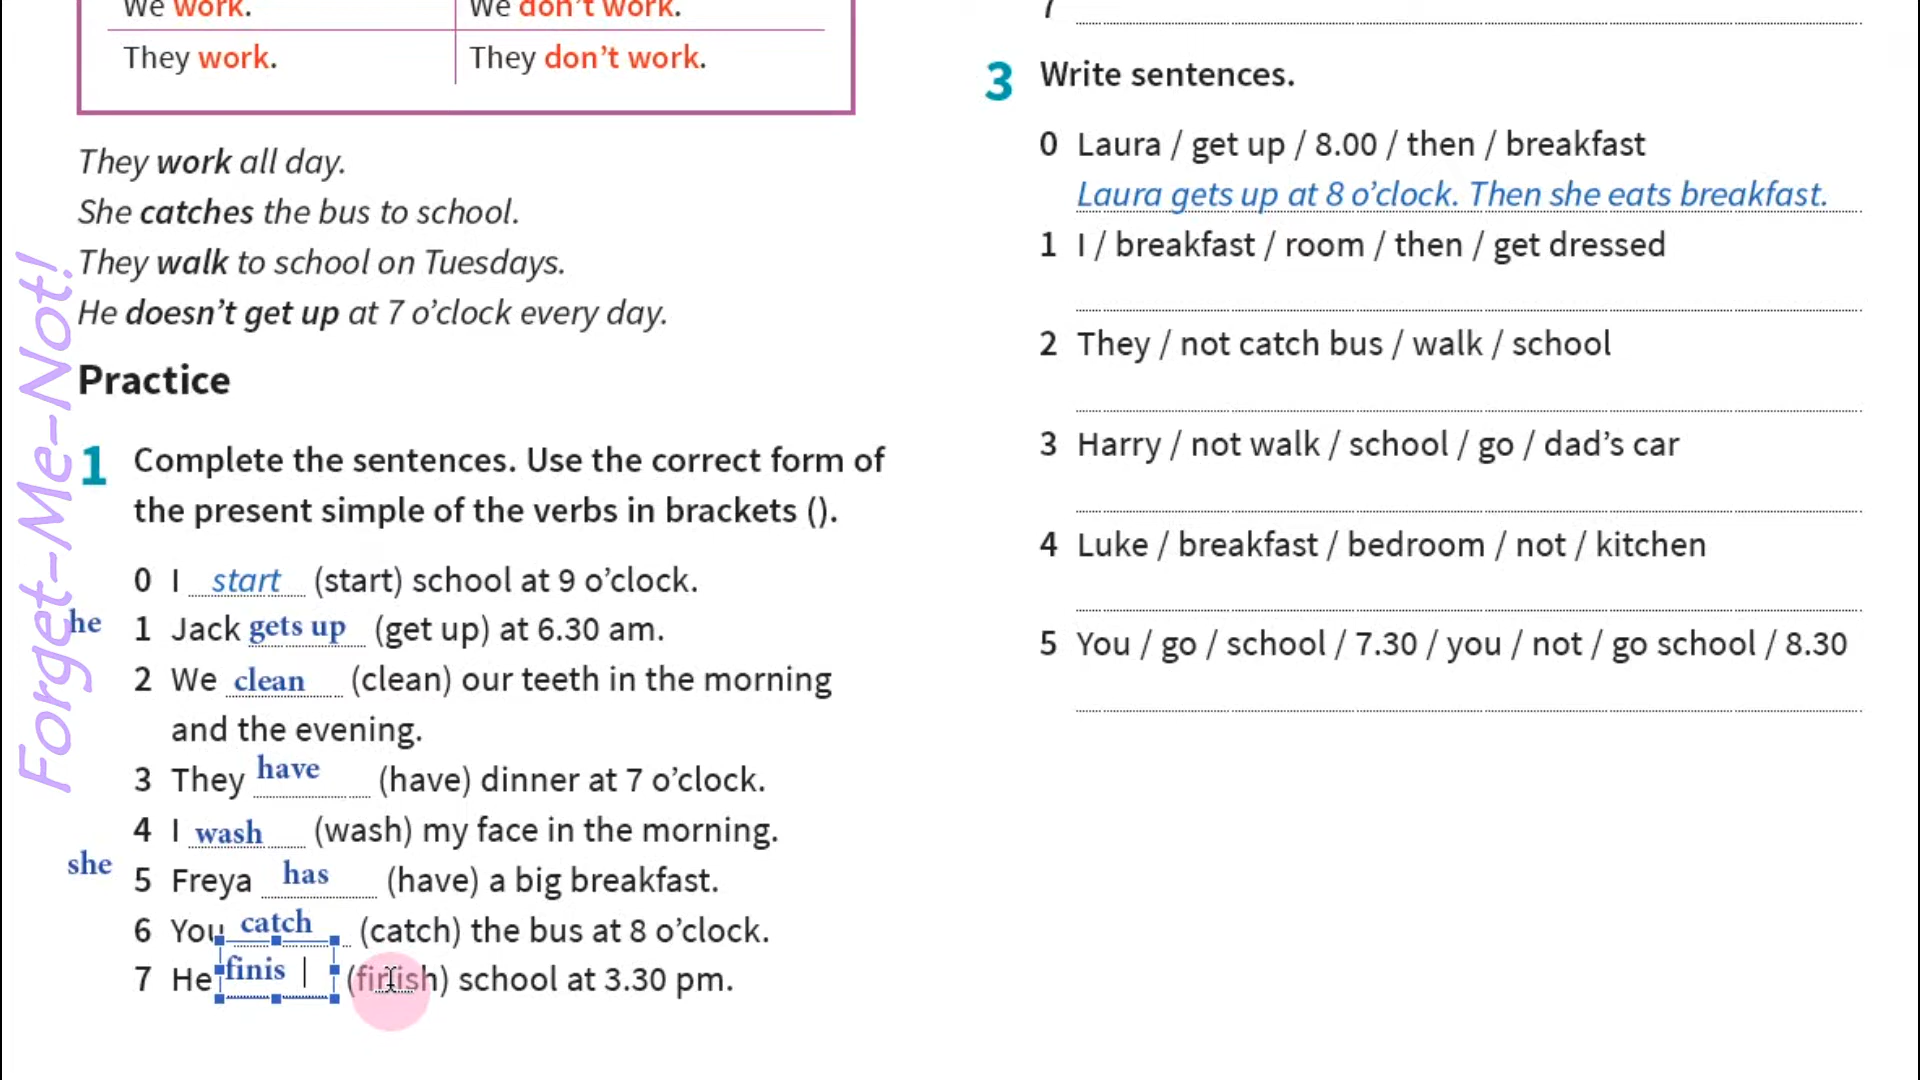 We work. We don't work.
They work. They don't work.
They work all day.
She catches the bus to school.
They walk to school on Tuesdays.
He doesn't get up at 7 o'clock every day.
Forget-Me-Not!
Practice
1 Complete the sentences. Use the correct form of
the present simple of the verbs in brackets ().
0 I start (start) school at 9 o'clock.
he 1 Jack gets up (get up) at 6.30 am.
2 We clean (clean) our teeth in the morning
and the evening.
3 They have (have) dinner at 7 o'clock.
4 I wash (wash) my face in the morning.
she 5 Freya has (have) a big breakfast.
6 You catch (catch) the bus at 8 o'clock.
7 He finis (finish) school at 3.30 pm.
7
3 Write sentences.
0 Laura / get up / 8.00 / then / breakfast
Laura gets up at 8 o'clock. Then she eats breakfast.
1 I / breakfast / room / then / get dressed
2 They / not catch bus / walk / school
3 Harry / not walk / school / go / dad's car
4 Luke / breakfast / bedroom / not / kitchen
5 You / go / school / 7.30 / you / not / go school / 8.30